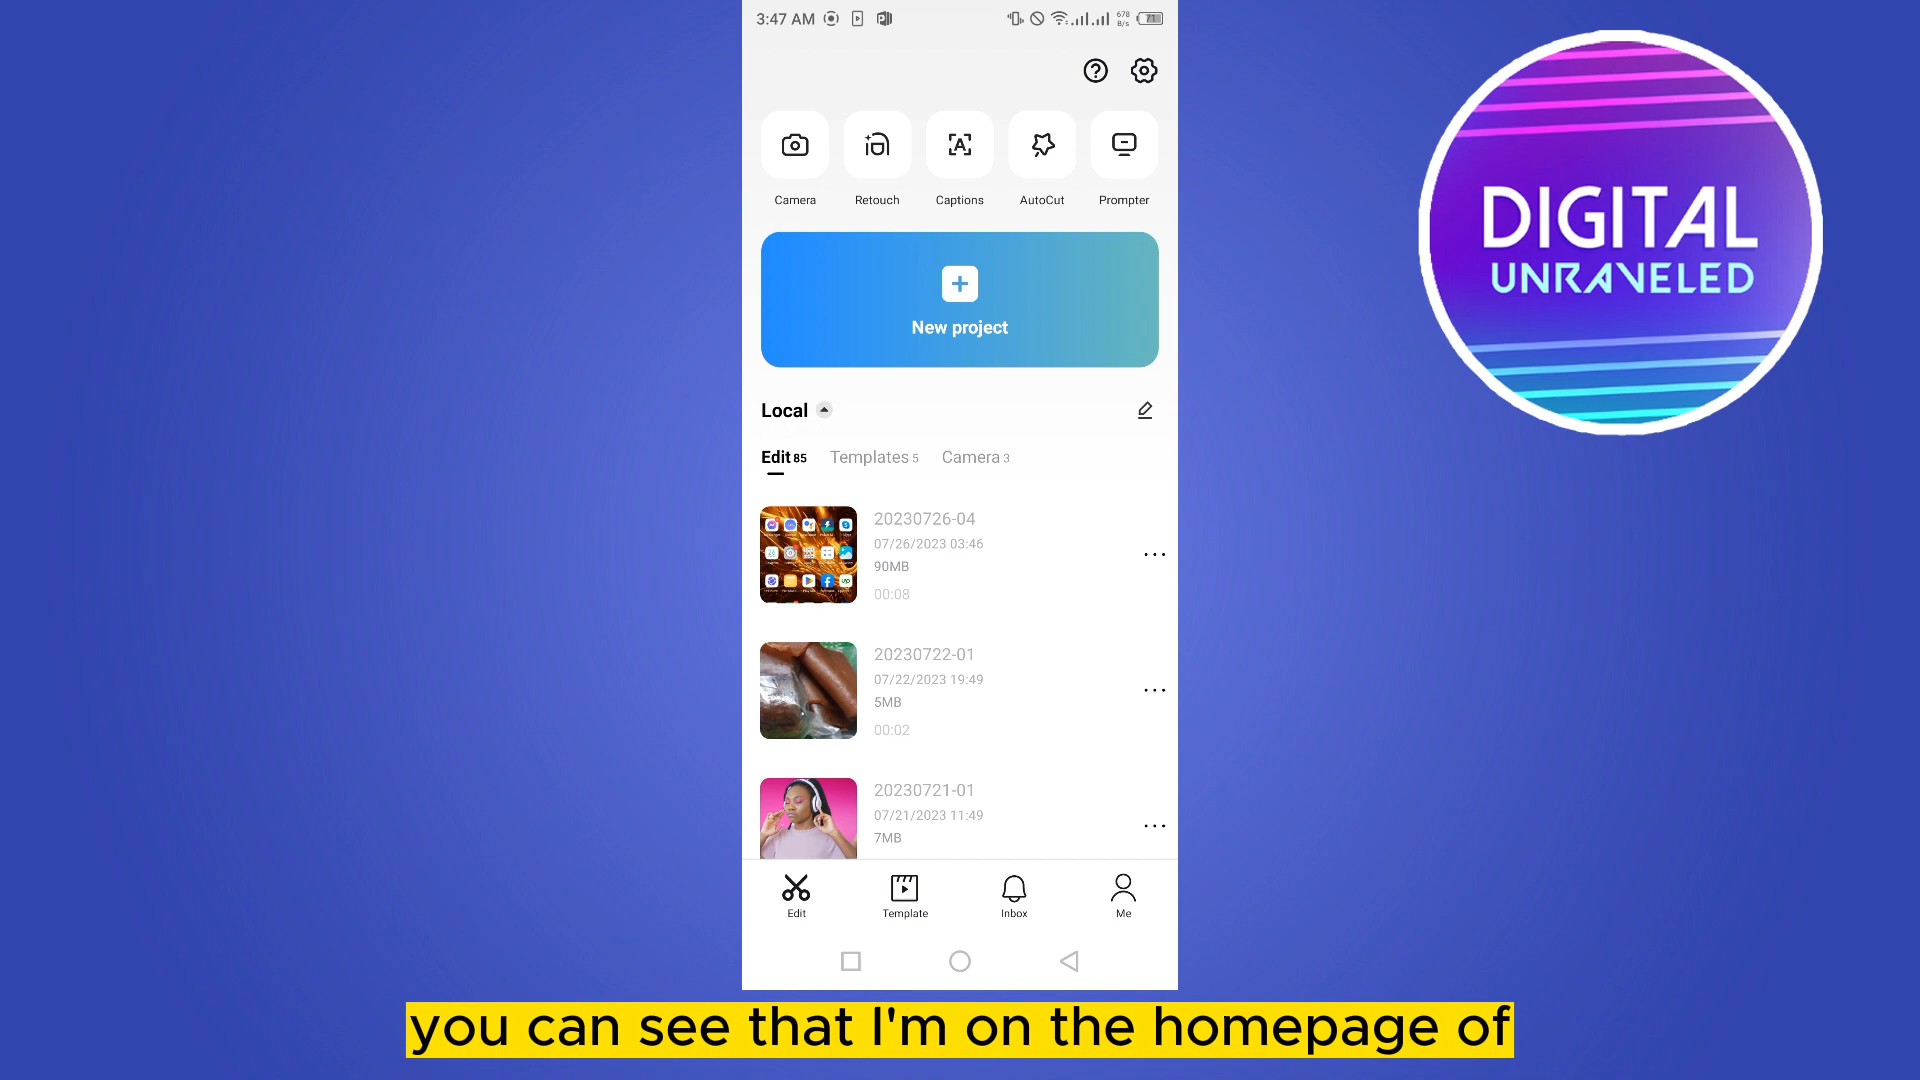 3:47 AM
678
B/s
71
Camera
Retouch
Captions
AutoCut
Prompter
New project
Local
Edit 85
Templates 5
Camera 3
20230726-04
07/26/2023 03:46
90MB
00:08
20230722-01
07/22/2023 19:49
5MB
00:02
20230721-01
07/21/2023 11:49
7MB
Edit
Template
Inbox
Me
DIGITAL
UNRAVELED
you can see that I'm on the homepage of